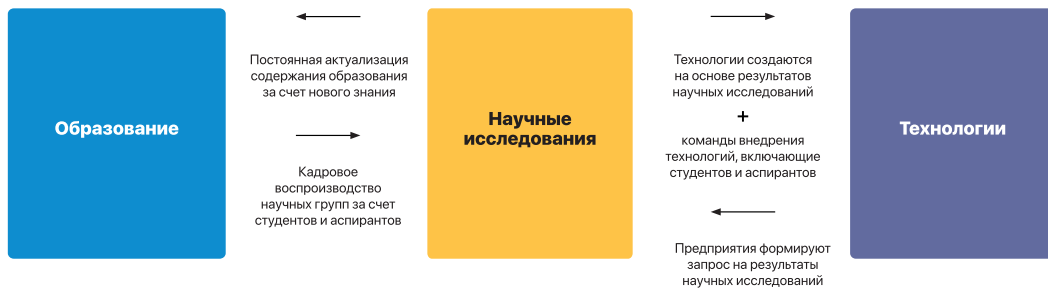 Образование
Постоянная актуализация
содержания образования
за счет нового знания
Кадровое
воспроизводство
научных групп за счет
студентов и аспирантов
Научные
исследования
Технологии создаются
на основе результатов
научных исследований
+
команды внедрения
технологий, включающие
студентов и аспирантов
Предприятия формируют
запрос на результаты
научных исследований
Технологии